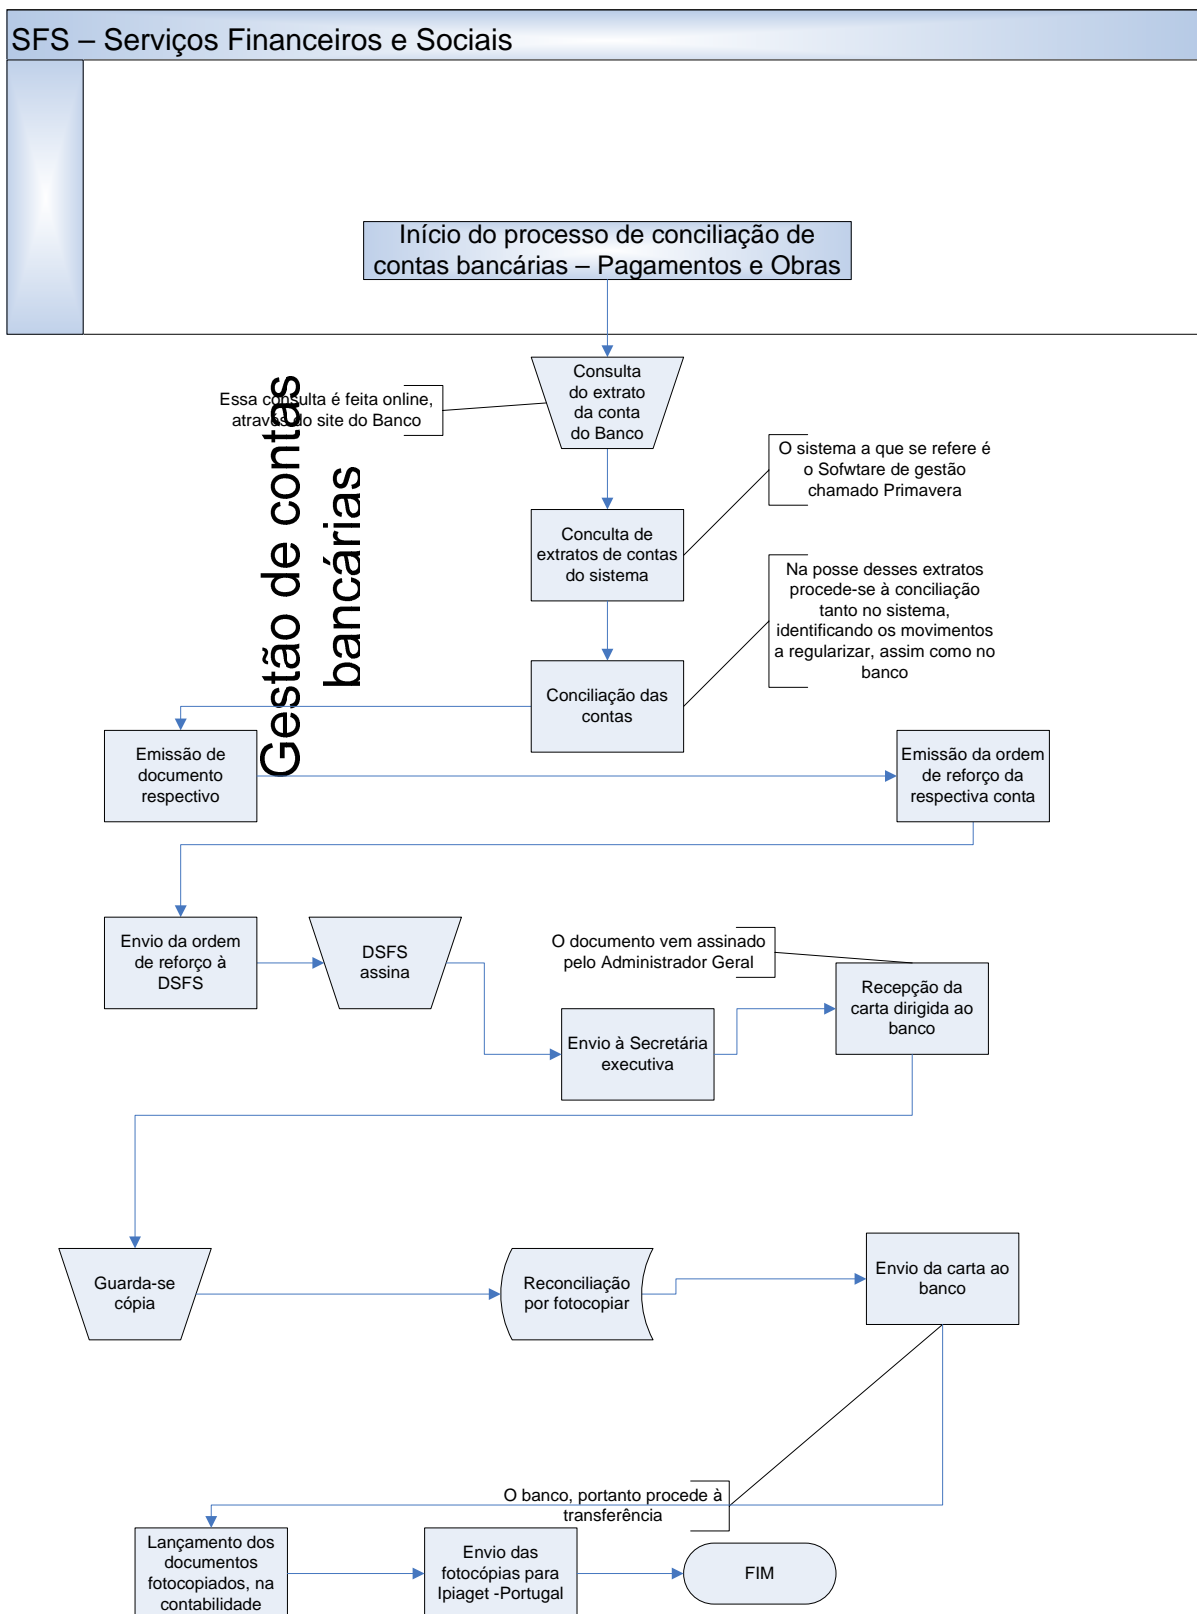 SFS – Serviços Financeiros e Sociais
Início do processo de conciliação de
contas bancárias – Pagamentos e Obras
Gestão de contas
bancárias
Consulta
do extrato
da conta
do Banco
Essa consulta é feita online,
através do site do Banco
O sistema a que se refere é
o Sofwtare de gestão
chamado Primavera
Conculta de
extratos de contas
do sistema
Na posse desses extratos
procede-se à conciliação
tanto no sistema,
identificando os movimentos
a regularizar, assim como no
banco
Conciliação das
contas
Emissão de
documento
respectivo
Emissão da ordem
de reforço da
respectiva conta
Envio da ordem
de reforço à
DSFS
DSFS
assina
Envio à Secretária
executiva
O documento vem assinado
pelo Administrador Geral
Recepção da
carta dirigida ao
banco
Guarda-se
cópia
Reconciliação
por fotocopiar
Envio da carta ao
banco
O banco, portanto procede à
transferência
Lançamento dos
documentos
fotocopiados, na
contabilidade
Envio das
fotocópias para
Ipiaget -Portugal
FIM